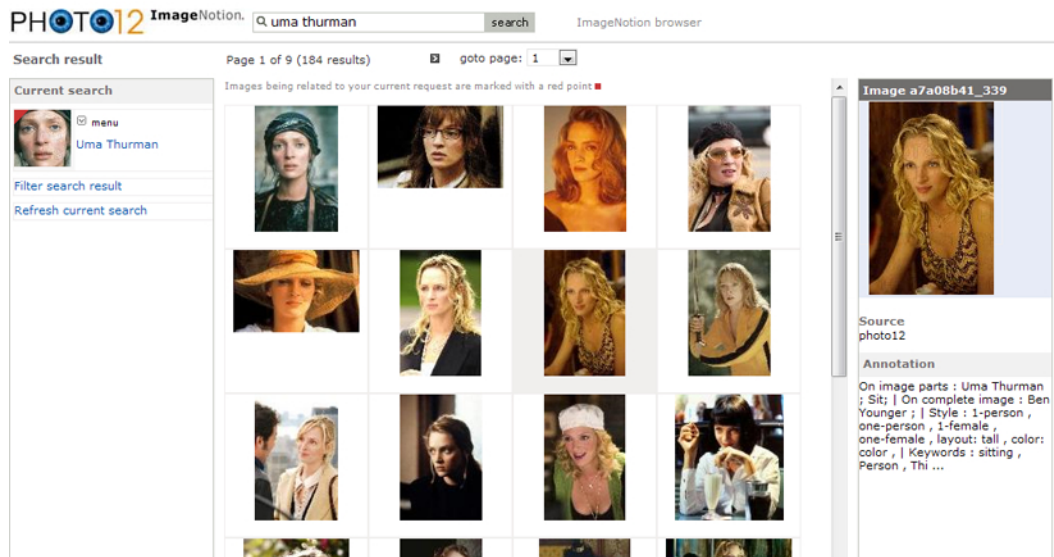 PHOTO12 ImageNotion.
uma thurman
search
ImageNotion browser
Search result
Page 1 of 9 (184 results)
goto page: 1
Current search
menu
Uma Thurman
Filter search result
Refresh current search
Images being related to your current request are marked with a red point
Image a7a08b41_339
Source
photo12
Annotation
On image parts : Uma Thurman
; Sit; | On complete image : Ben
Younger ; | Style : 1-person ,
one-person , 1-female ,
one-female , layout: tall , color:
color , | Keywords : sitting ,
Person , Thi ...